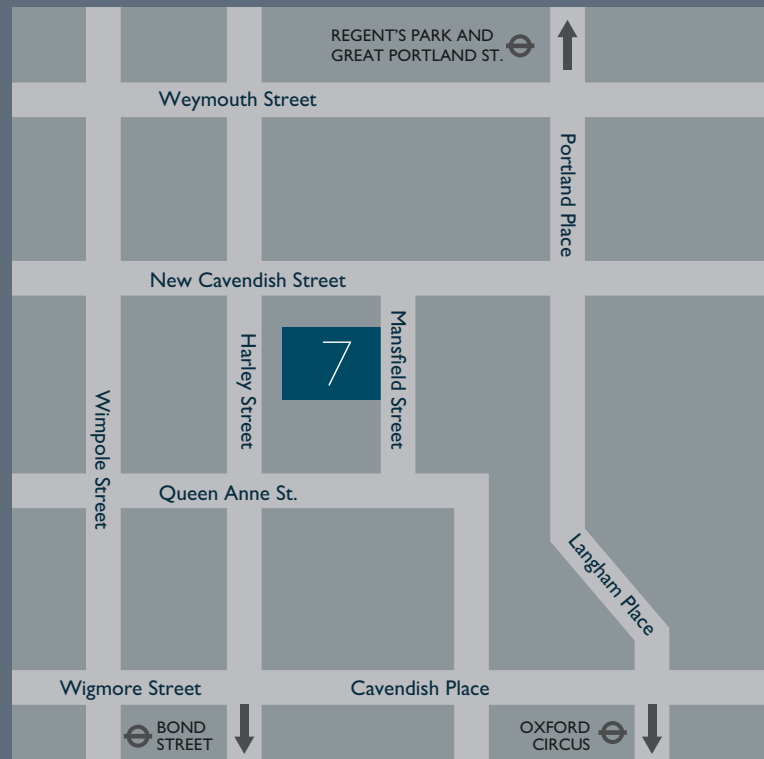 REGENT'S PARK AND
GREAT PORTLAND ST.
Weymouth Street
Portland Place
New Cavendish Street
Mansfield Street
Harley Street
7
Wimpole Street
Queen Anne St.
Langham Place
Wigmore Street
Cavendish Place
BOND
STREET
OXFORD
CIRCUS